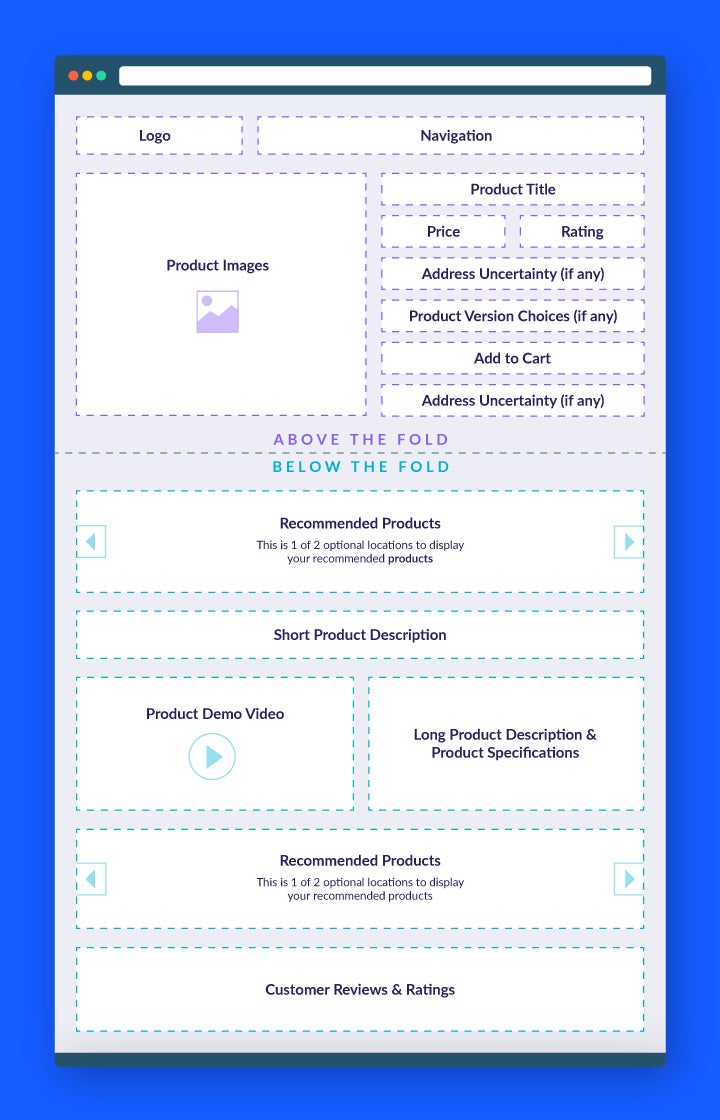 Logo
Navigation
Product Images
Product Title
Price
Rating
Address Uncertainty (if any)
Product Version Choices (if any)
Add to Cart
Address Uncertainty (if any)
ABOVE THE FOLD
BELOW THE FOLD
Recommended Products
This is 1 of 2 optional locations to display
your recommended products
Short Product Description
Product Demo Video
Long Product Description &
Product Specifications
Recommended Products
This is 1 of 2 optional locations to display
your recommended products
Customer Reviews & Ratings